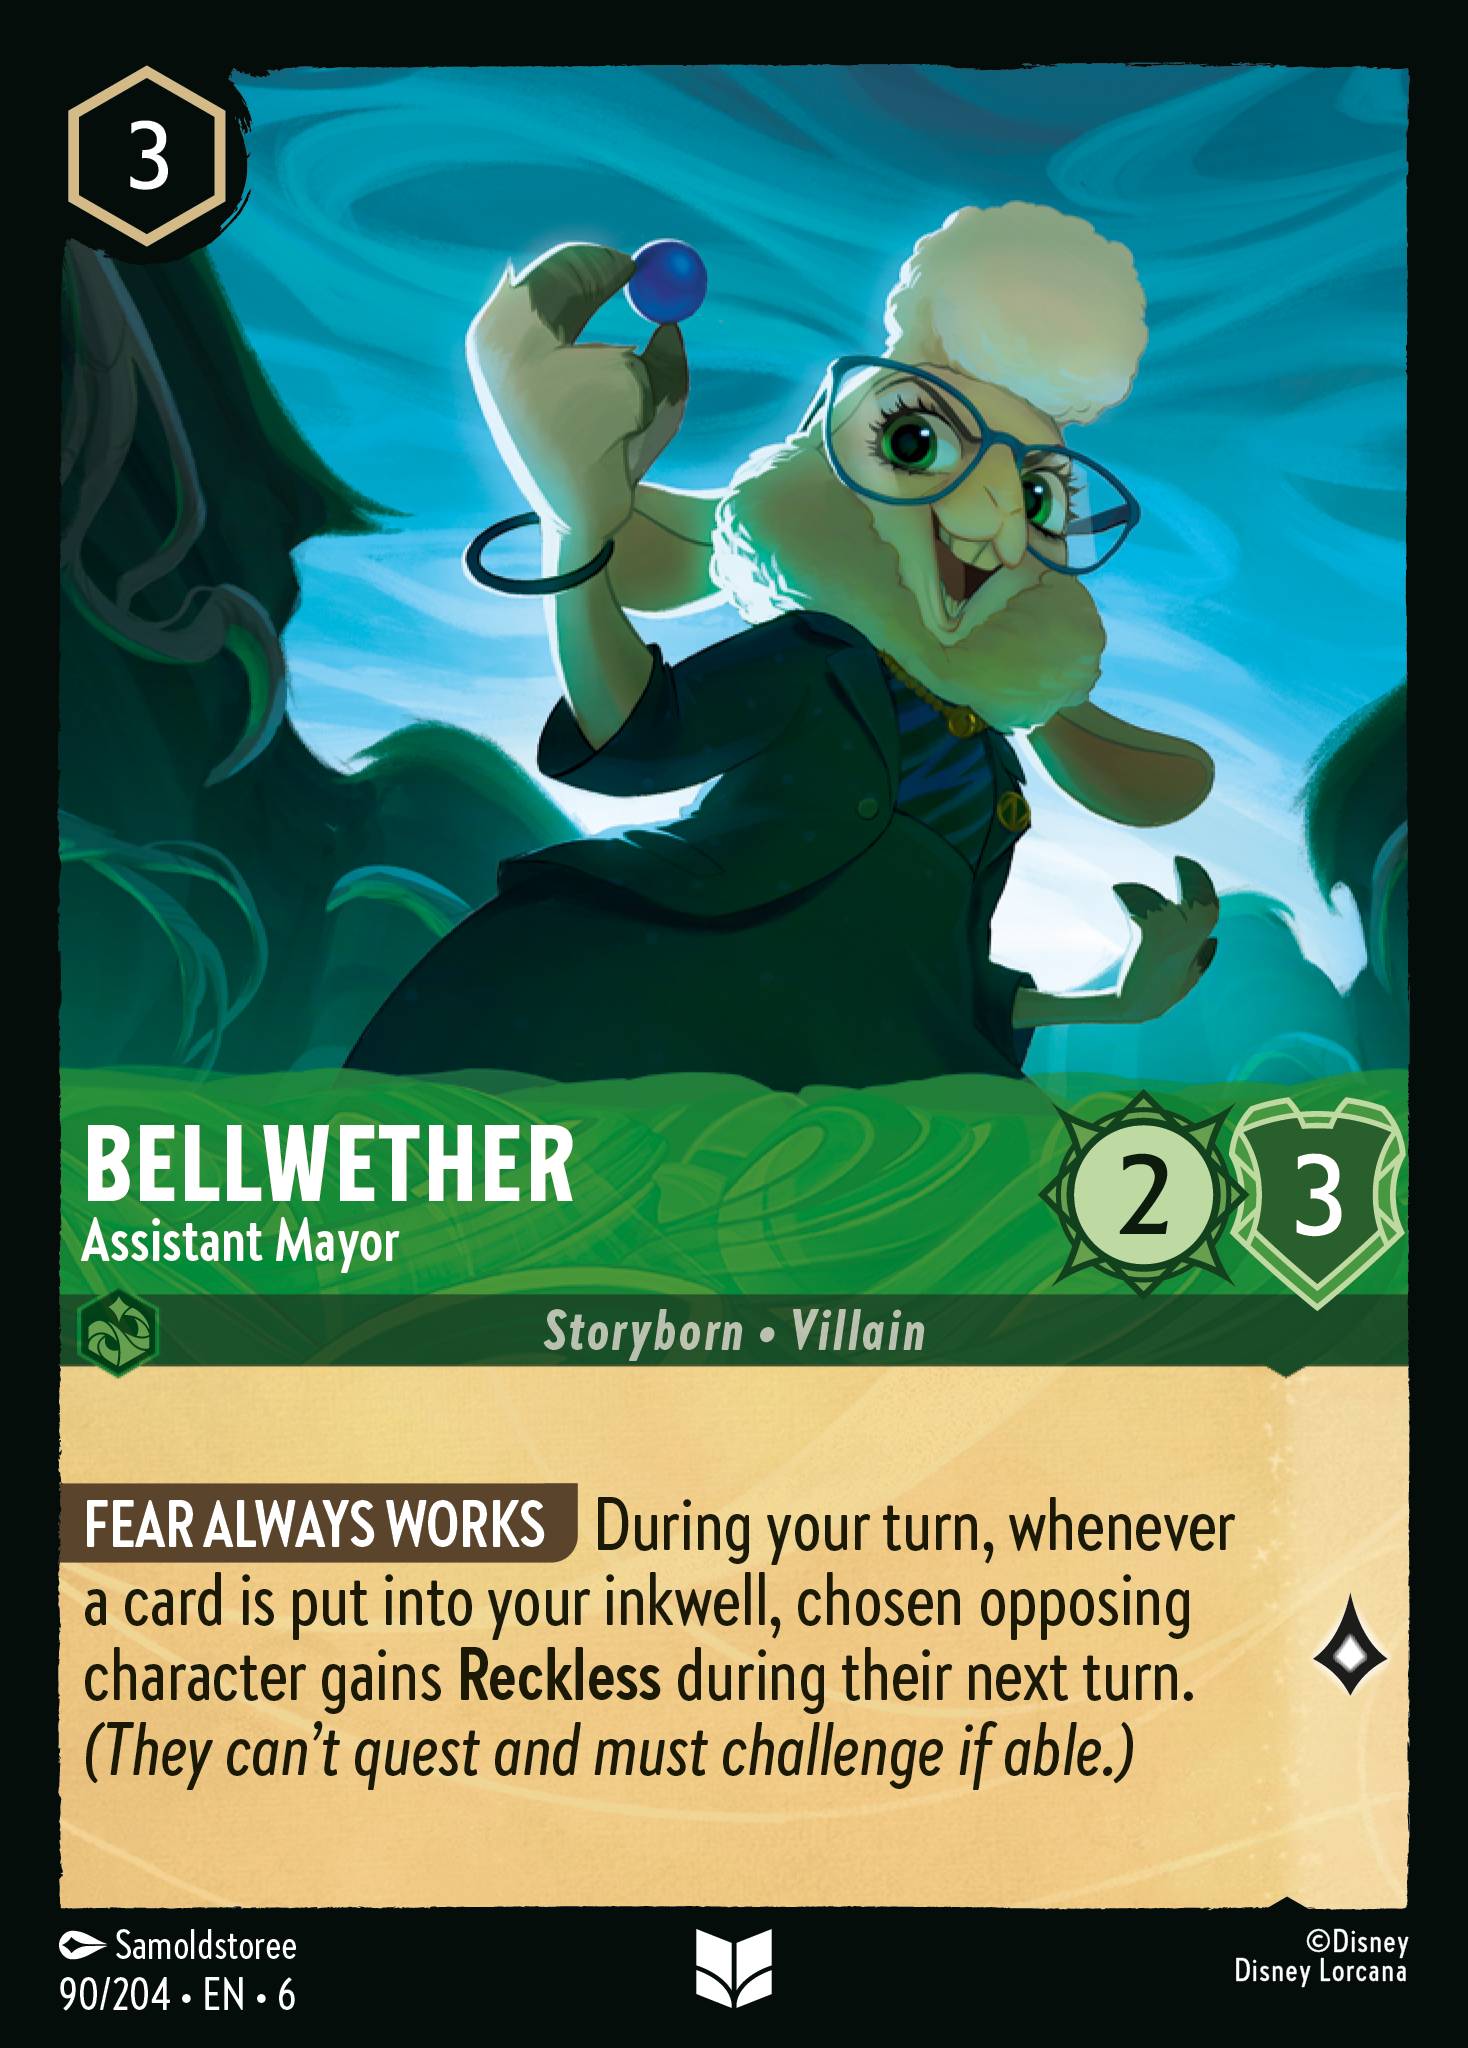 3
BELLWETHER
Assistant Mayor
2
3
Storyborn • Villain
FEAR ALWAYS WORKS During your turn, whenever
a card is put into your inkwell, chosen opposing
character gains Reckless during their next turn.
(They can't quest and must challenge if able.)
Samoldstoree
90/204 • EN • 6
©Disney
Disney Lorcana